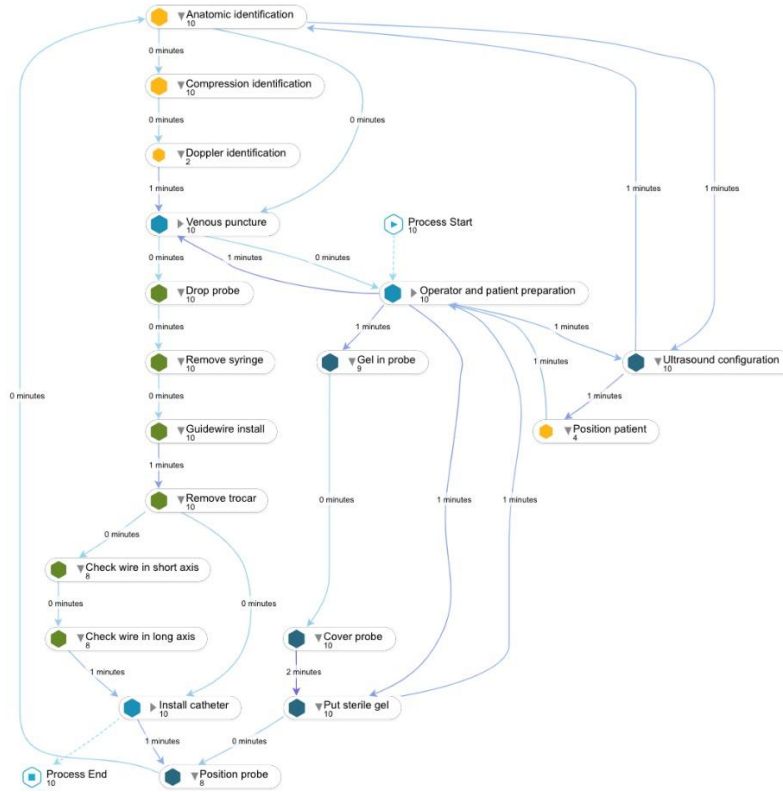 Anatomic identification
10
0 minutes
Compression identification
10
0 minutes
0 minutes
Doppler identification
2
1 minutes
1 minutes
1 minutes
Venous puncture
10
Process Start
10
0 minutes
1 minutes
0 minutes
Drop probe
10
Operator and patient preparation
10
0 minutes
1 minutes
1 minutes
Remove syringe
10
Gel in probe
9
1 minutes
Ultrasound configuration
10
0 minutes
0 minutes
1 minutes
Guidewire install
10
Position patient
4
1 minutes
Remove trocar
10
0 minutes
1 minutes
1 minutes
0 minutes
Check wire in short axis
8
0 minutes
0 minutes
Check wire in long axis
8
Cover probe
10
1 minutes
2 minutes
Install catheter
10
Put sterile gel
10
1 minutes
0 minutes
Process End
10
Position probe
8